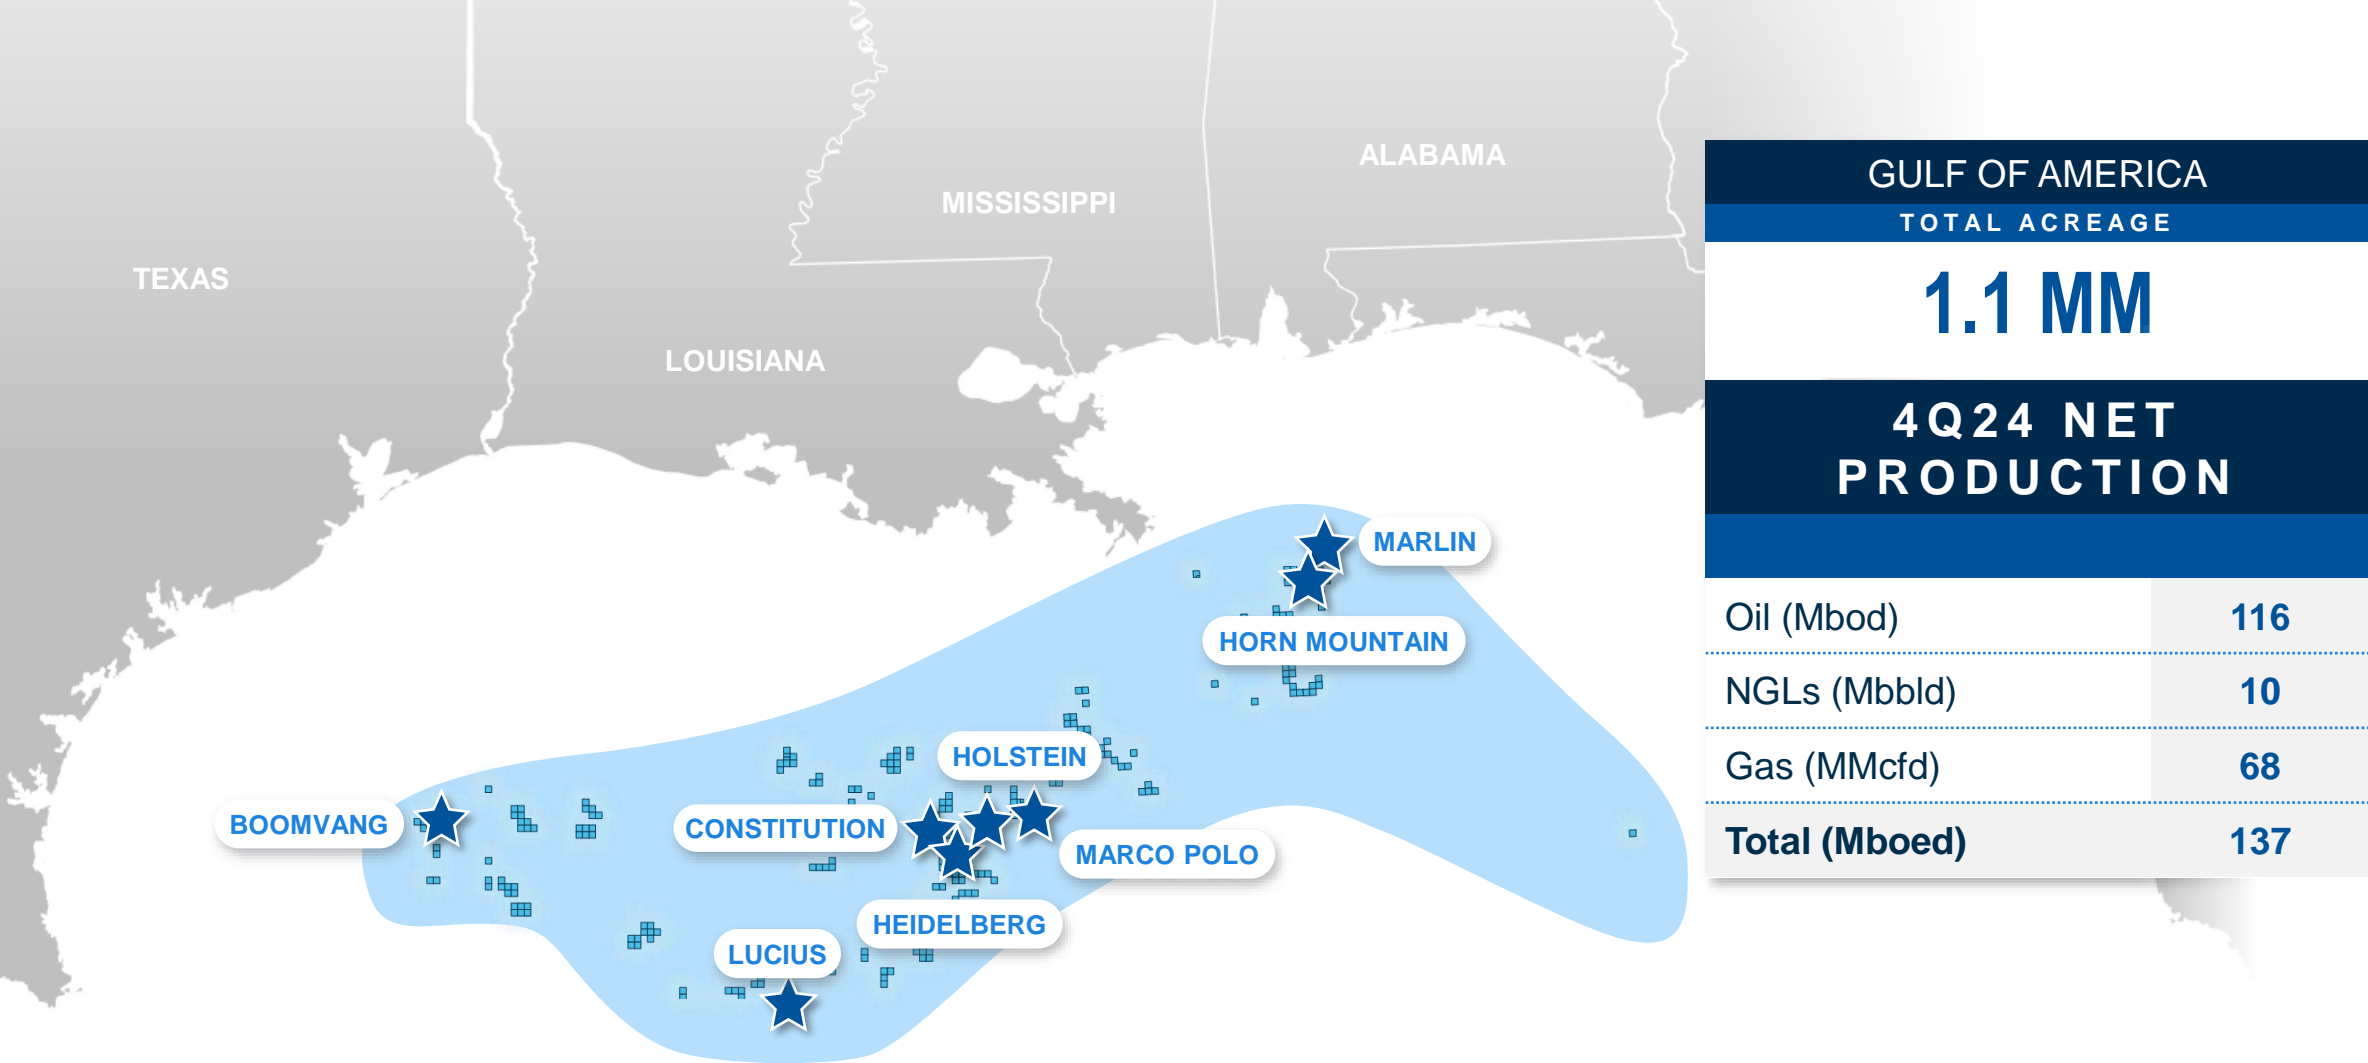 TEXAS
LOUISIANA
MISSISSIPPI
ALABAMA
MARLIN
HORN MOUNTAIN
HOLSTEIN
BOOMVANG
CONSTITUTION
MARCO POLO
HEIDELBERG
LUCIUS
GULF OF AMERICA
TOTAL ACREAGE
1.1 MM
4Q24 NET
PRODUCTION
Oil (Mbod) 116
NGLs (Mbbld) 10
Gas (MMcfd) 68
Total (Mboed) 137